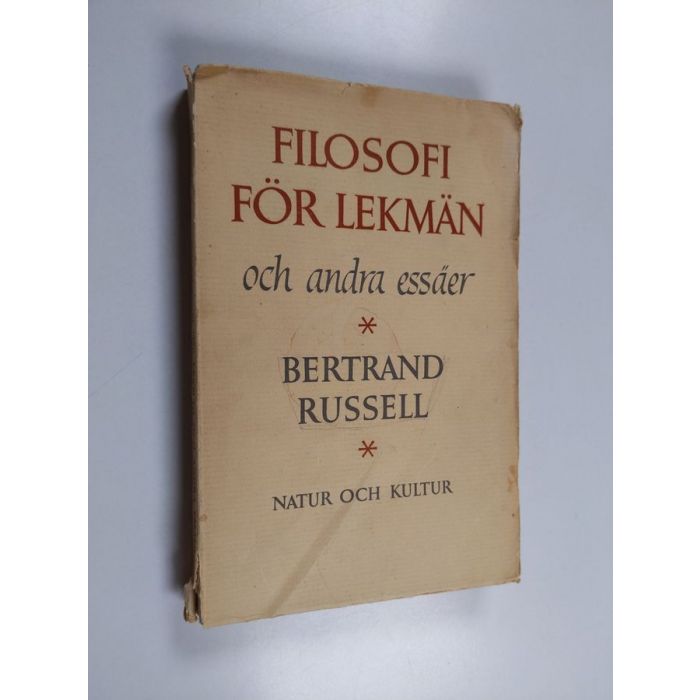 FILOSOFI
FÖR LEKMÄN
och andra essäer
*
BERTRAND
RUSSELL
*
NATUR OCH KULTUR